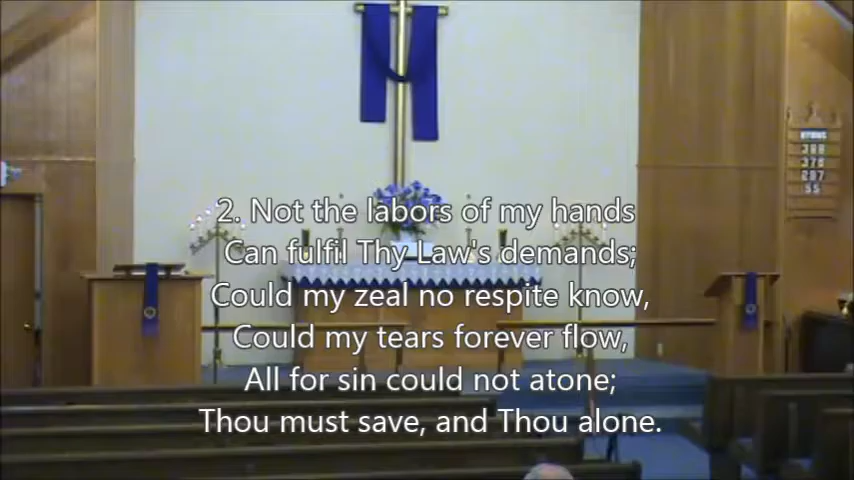 HYMNS
388
376
287
55
2. Not the labors of my hands
Can fulfil Thy Law's demands;
Could my zeal no respite know,
Could my tears forever flow,
All for sin could not atone;
Thou must save, and Thou alone.